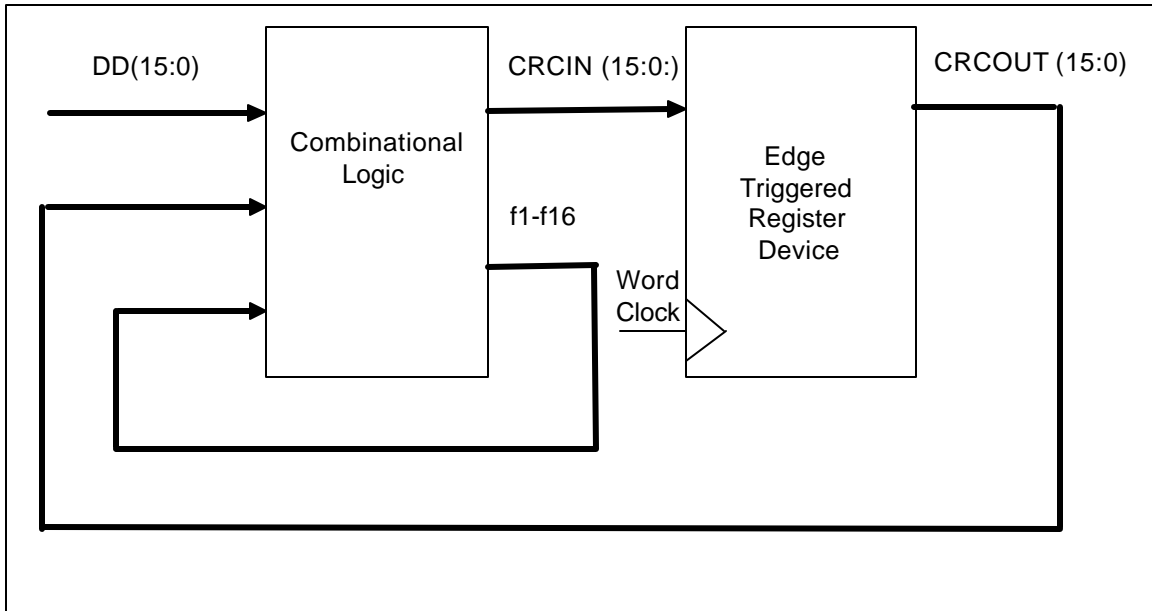 DD(15:0)
CRCIN (15:0:)
CRCOUT (15:0)
Combinational
Logic
Edge
Triggered
Register
Device
f1-f16
Word
Clock